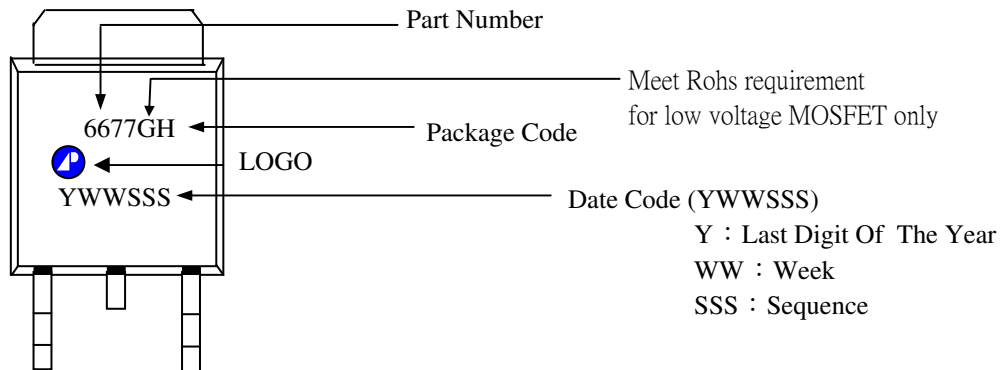 Part Number
Meet Rohs requirement
for low voltage MOSFET only
6677GH
Package Code
LOGO
YWWSSS
Date Code (YWWSSS)
Y：Last Digit Of The Year
WW：Week
SSS：Sequence